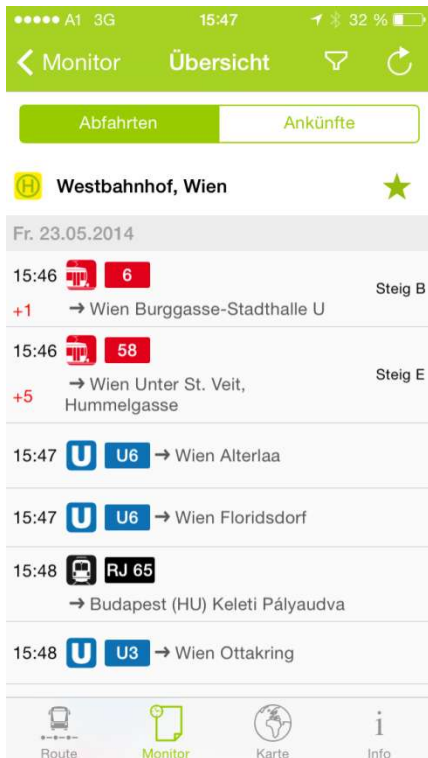 A1 3G 15:47 32 %
Monitor Übersicht
Abfahrten Ankünfte
H Westbahnhof, Wien
Fr. 23.05.2014
15:46 6
Steig B
+1 → Wien Burggasse-Stadthalle U
15:46 58
→ Wien Unter St. Veit,
Steig E
+5 Hummelgasse
15:47 U U6 → Wien Alterlaa
15:47 U U6 → Wien Floridsdorf
15:48 RJ 65
→ Budapest (HU) Keleti Pályaudva
15:48 U U3 → Wien Ottakring
Route Monitor Karte Info